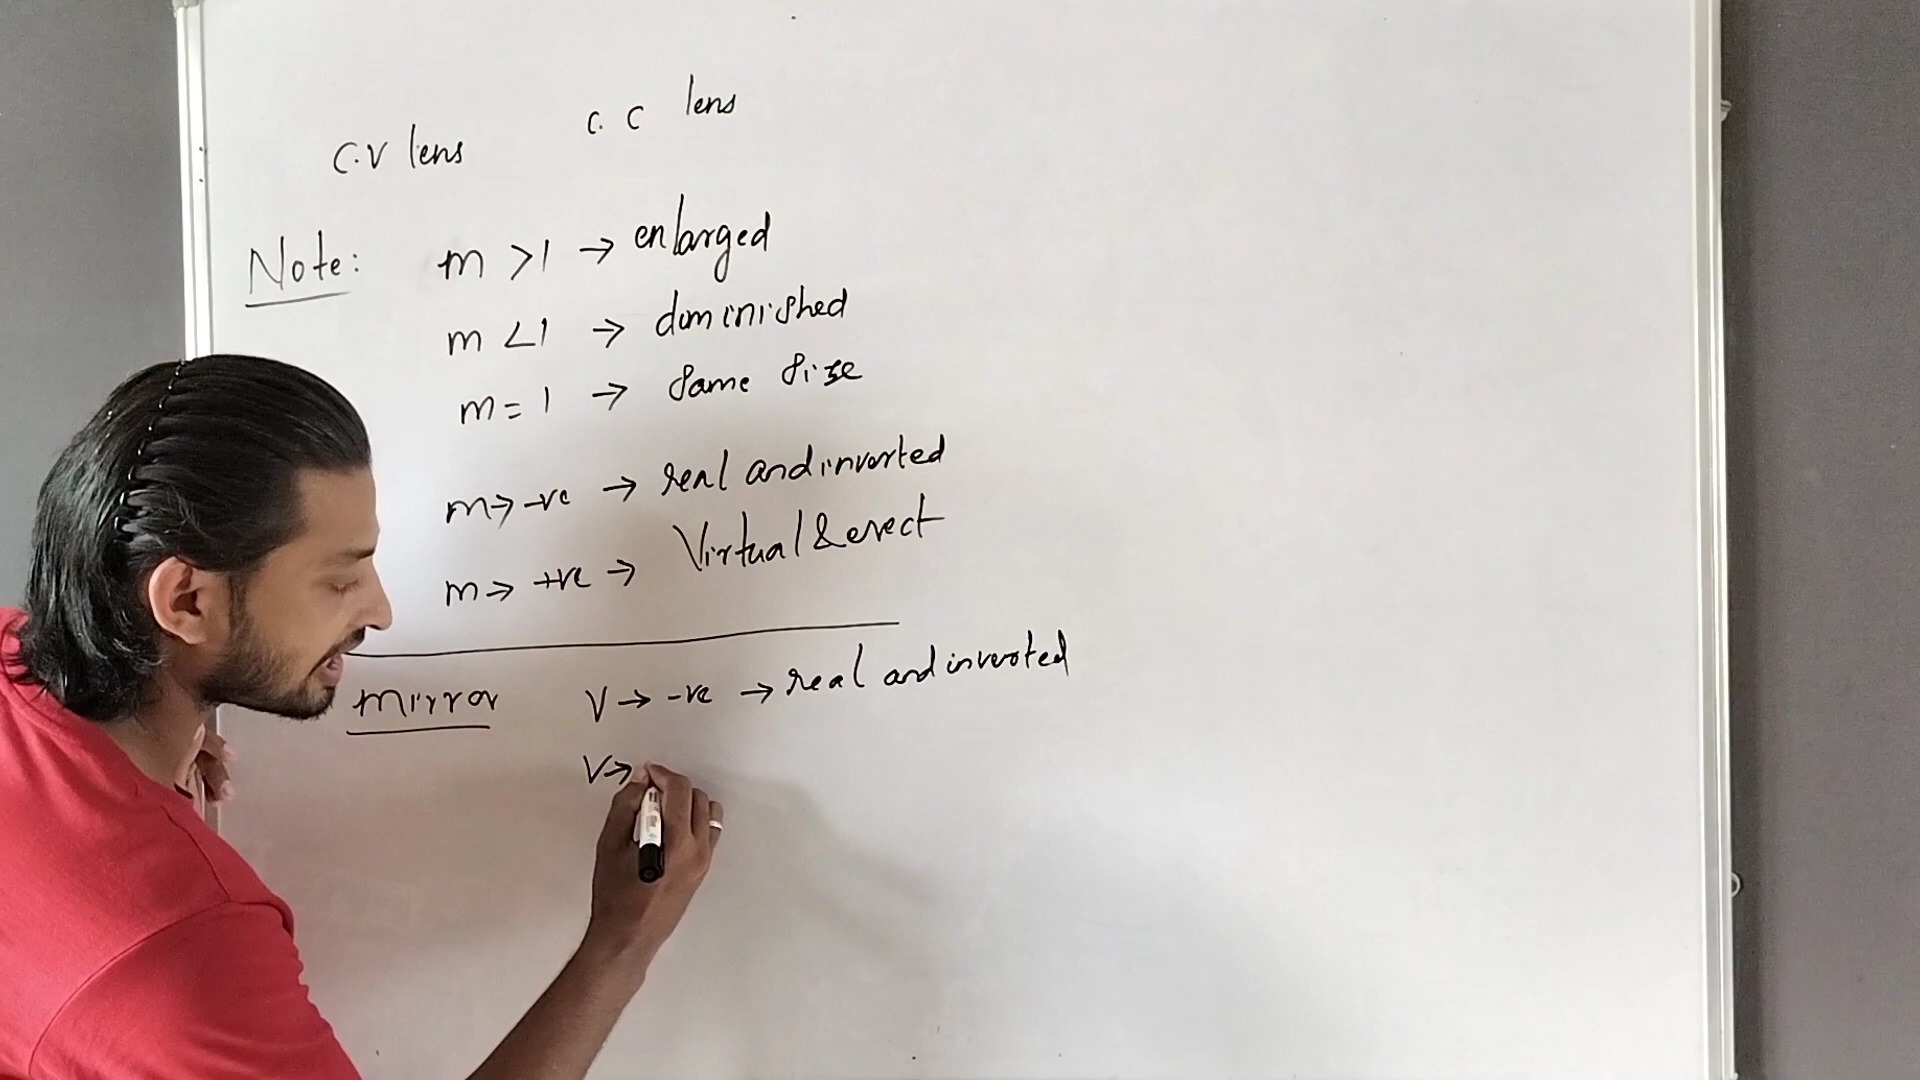 C.V lens C.C lens
Note: m >1 → enlarged
m <1 → diminished
m = 1 → Same Size
m → -ve → real and inverted
m → +ve → Virtual & erect
Mirror V → -ve → real and inverted
V →